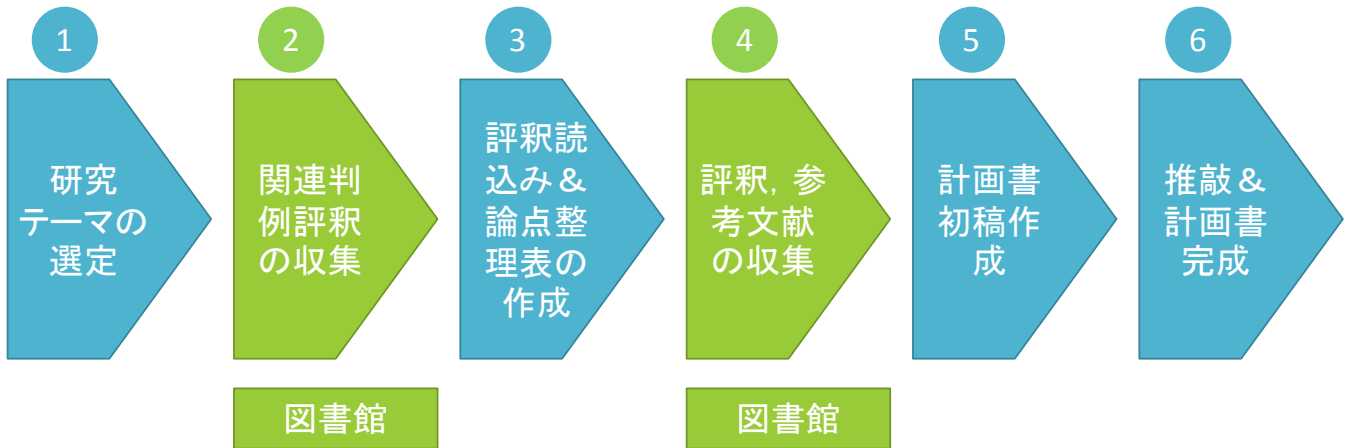 1
2
3
4
5
6
研究
テーマの
選定
関連判
例評釈
の収集
評釈読
込み＆
論点整
理表の
作成
評釈，参
考文献
の収集
計画書
初稿作
成
推敲＆
計画書
完成
図書館
図書館